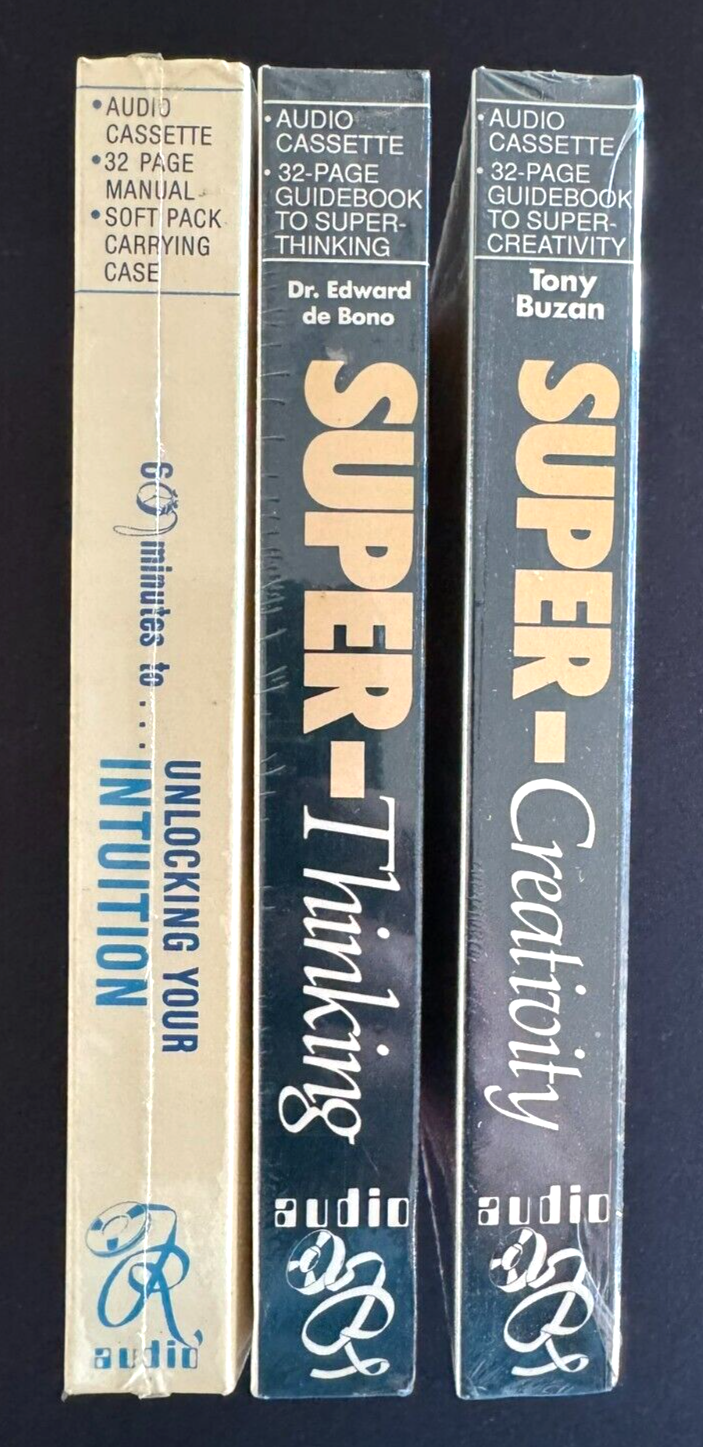 • AUDIO
CASSETTE
• 32 PAGE
MANUAL
• SOFT PACK
CARRYING
CASE
60 minutes to . . . .
UNLOCKING YOUR
INTUITION
audio
• AUDIO
CASSETTE
• 32-PAGE
GUIDEBOOK
TO SUPER-
THINKING
Dr. Edward
de Bono
SUPER-Thinking
audio
• AUDIO
CASSETTE
• 32-PAGE
GUIDEBOOK
TO SUPER-
CREATIVITY
Tony
Buzan
SUPER-Creativity
audio